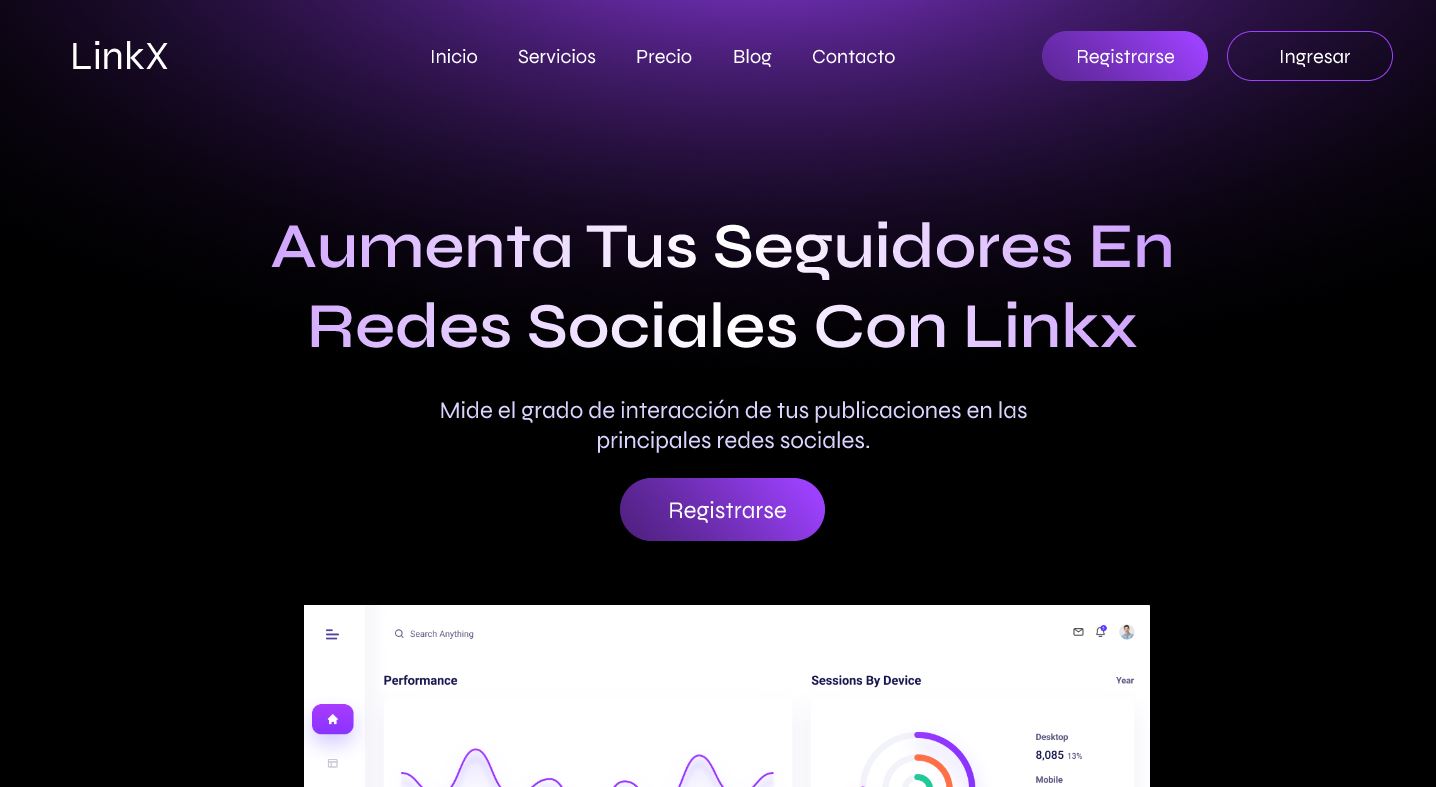 LinkX
Inicio Servicios Precio Blog Contacto
Registrarse Ingresar
Aumenta Tus Seguidores En
Redes Sociales Con Linkx
Mide el grado de interacción de tus publicaciones en las
principales redes sociales.
Registrarse
Search Anything
Performance
Sessions By Device
Year
Desktop
8,085 13%
Mobile